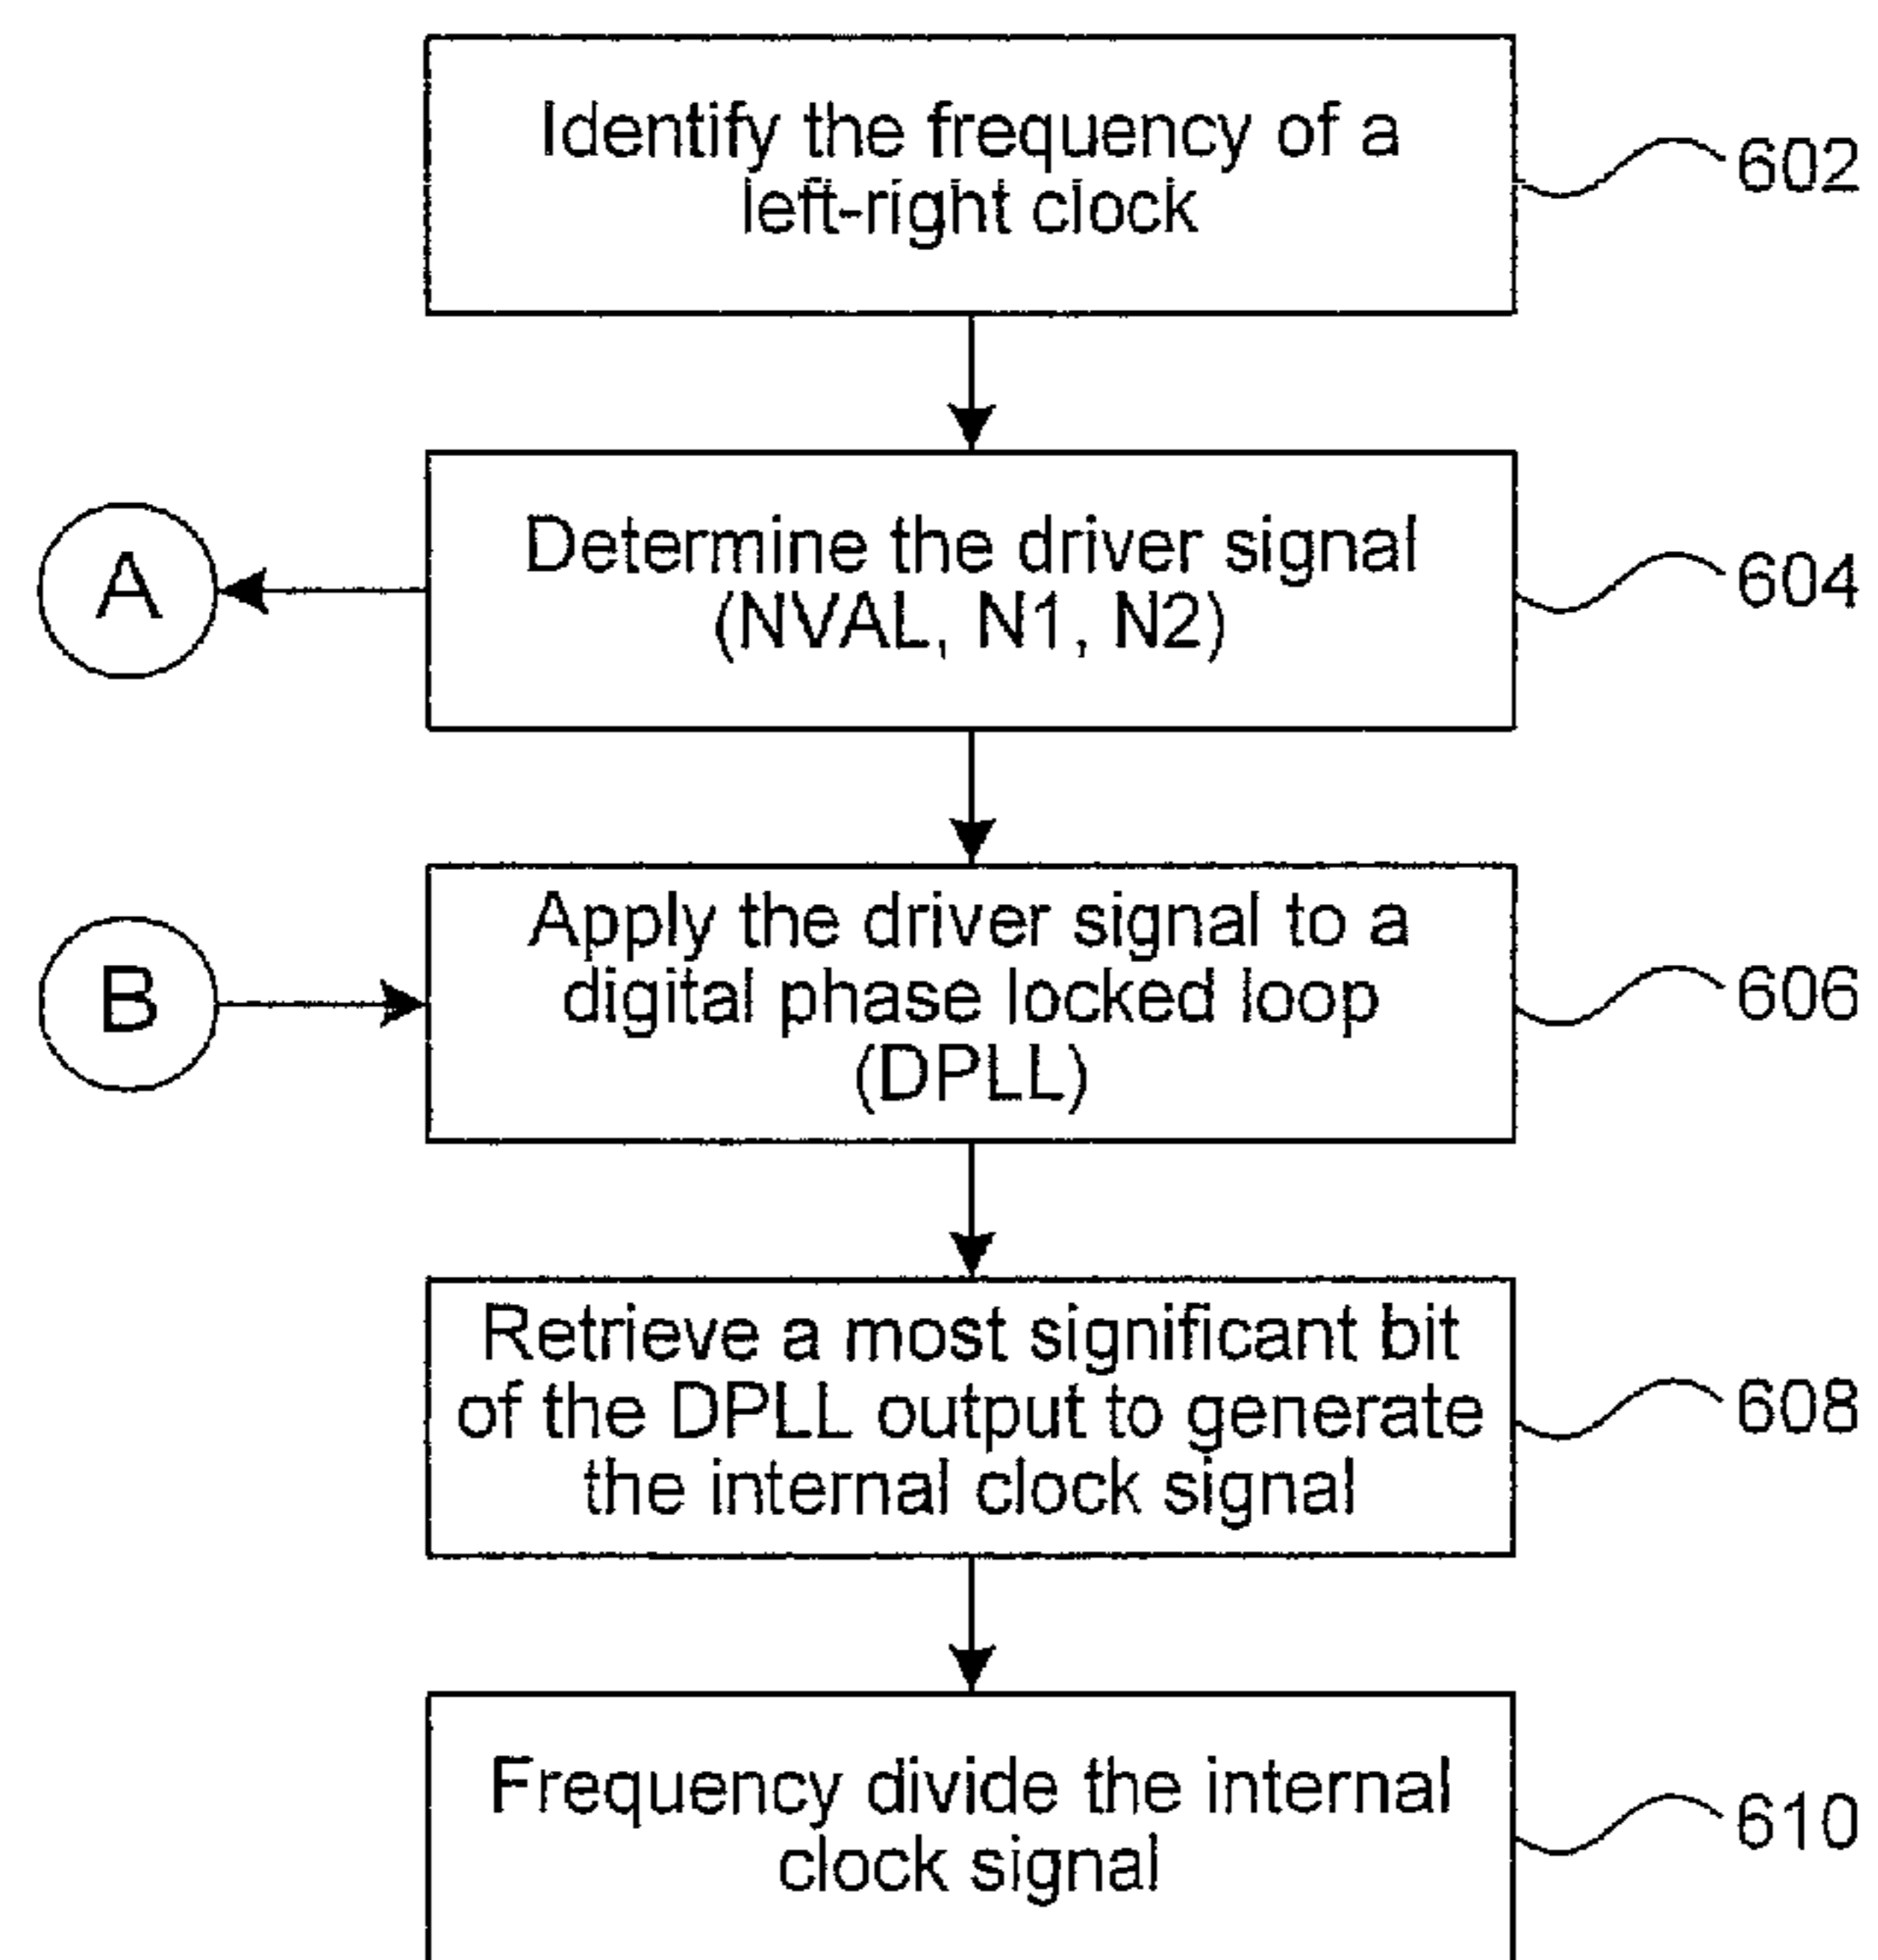 Identify the frequency of a
left-right clock
602
Determine the driver signal
(NVAL, N1, N2)
604
A
Apply the driver signal to a
digital phase locked loop
(DPLL)
606
B
Retrieve a most significant bit
of the DPLL output to generate
the internal clock signal
608
Frequency divide the internal
clock signal
610